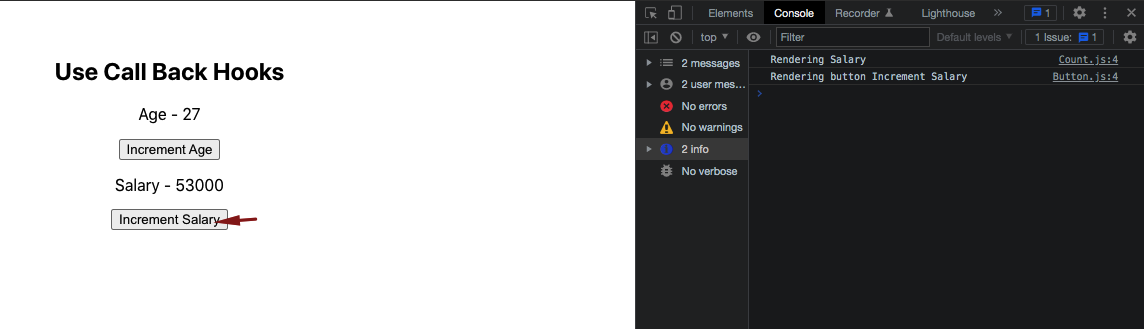 Use Call Back Hooks
Age - 27
Increment Age
Salary - 53000
Increment Salary
Elements Console Recorder Lighthouse » 1
top Filter Default levels 1 Issue: 1
2 messages
2 user mes...
No errors
No warnings
2 info
No verbose
Rendering Salary Count.js:4
Rendering button Increment Salary Button.js:4
>